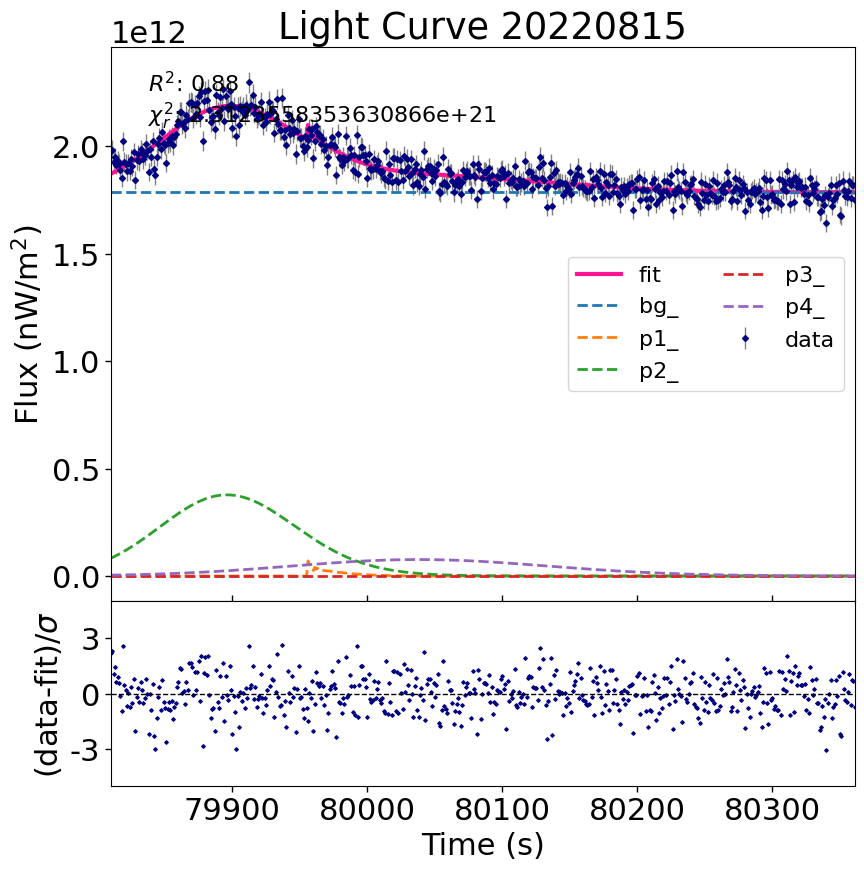 Light Curve 20220815
1e12
R²: 0.88
2.0
1.5
1.0
0.5
0.0
Flux (nW/m²)
fit
bg_
p1_
p2_
p3_
p4_
data
3
0
-3
(data-fit)/σ
79900 80000 80100 80200 80300
Time (s)